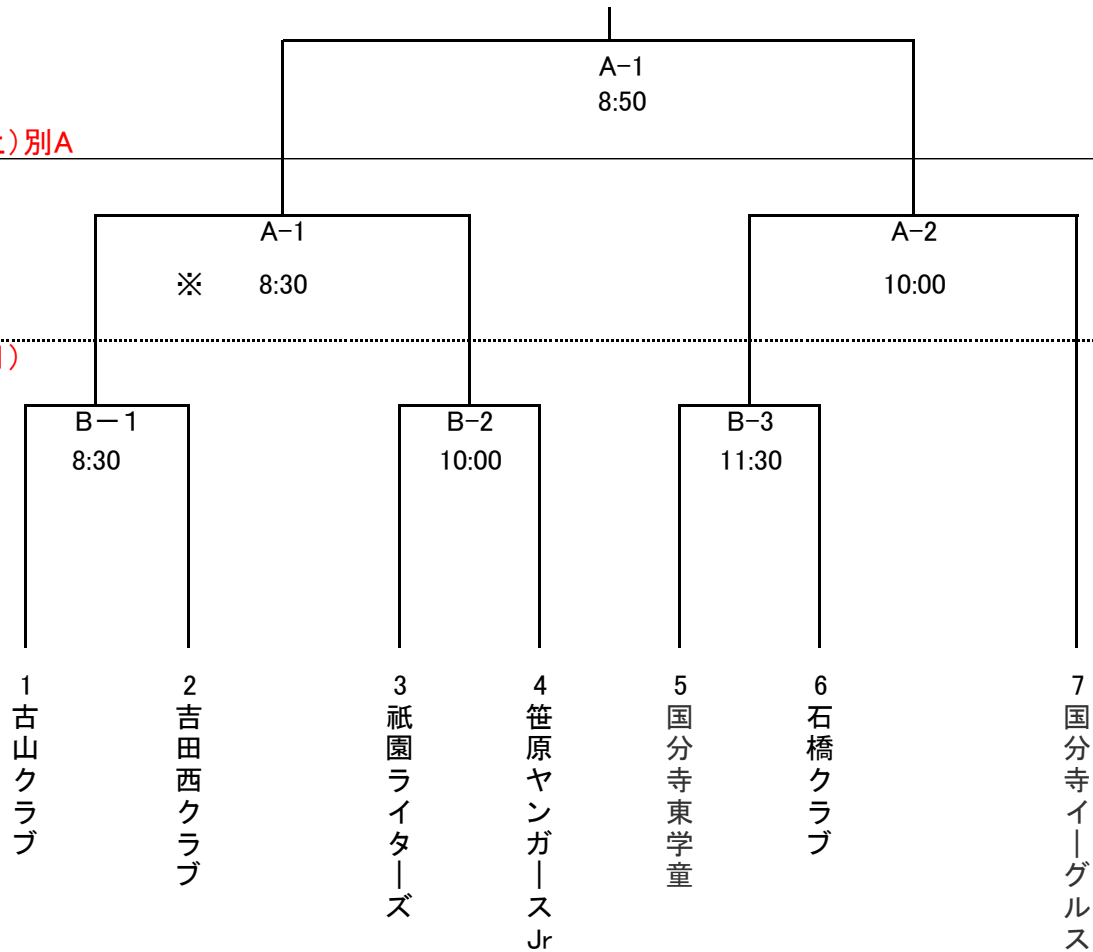 A-1
8:50
土)別A
A-1
A-2
※ 8:30
10:00
)
B-1
B-2
B-3
8:30
10:00
11:30
1 古山クラブ
2 吉田西クラブ
3 祇園ライターズ
4 笹原ヤンガースJr
5 国分寺東学童
6 石橋クラブ
7 国分寺イーグルス